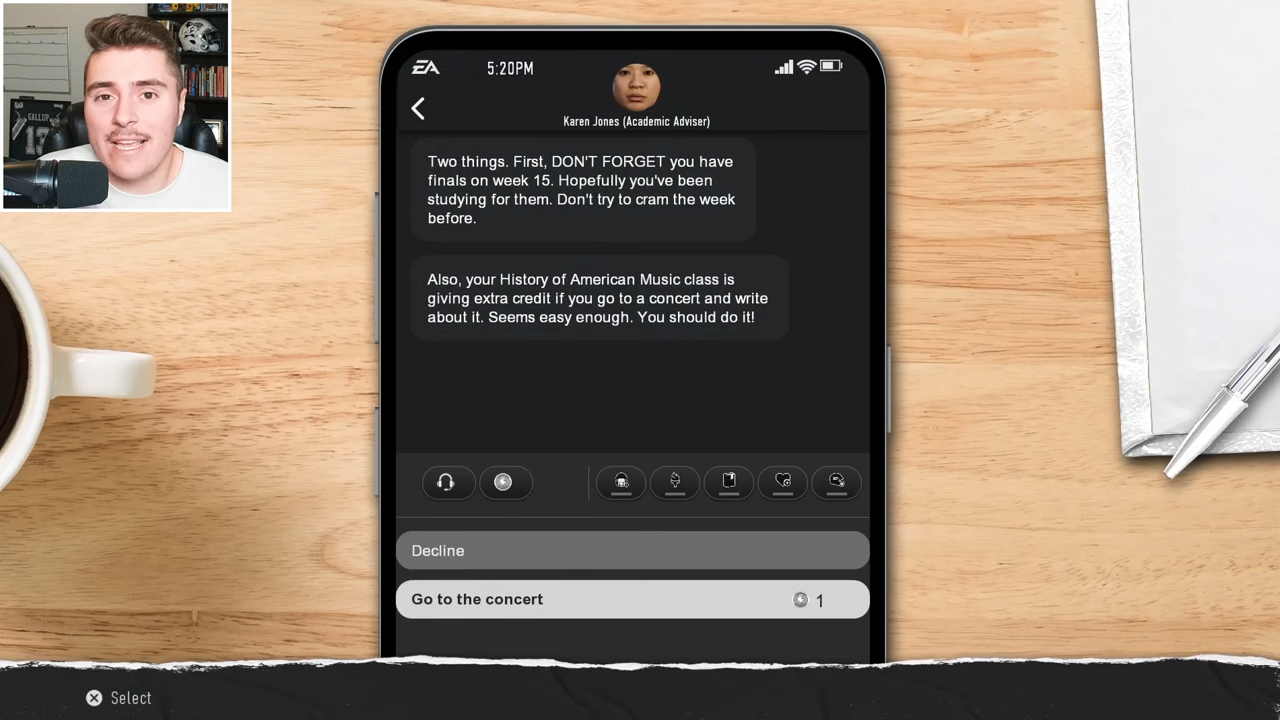 EA
5:20PM
Karen Jones (Academic Adviser)
Two things. First, DON'T FORGET you have
finals on week 15. Hopefully you've been
studying for them. Don't try to cram the week
before.
Also, your History of American Music class is
giving extra credit if you go to a concert and write
about it. Seems easy enough. You should do it!
Decline
Go to the concert 1
Select
GALLUP
13